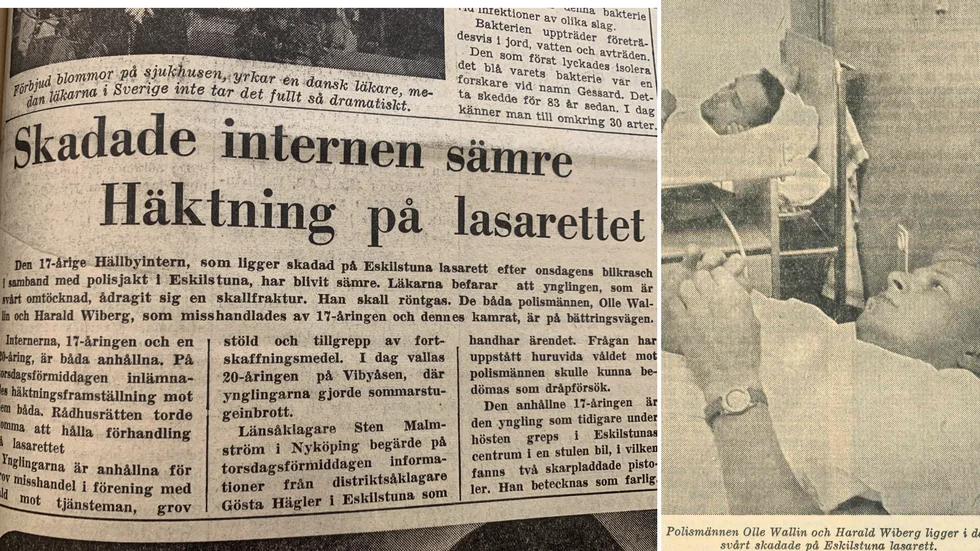 Förbjud blommor på sjukhusen, yrkar en dansk läkare, me-
dan läkarna i Sverige inte tar det fullt så dramatiskt.
denna bakterie
vid infektioner av olika slag.
Bakterien uppträder företrä-
desvis i jord, vatten och avträden.
Den som först lyckades isolera
det blå varets bakterie var en
forskare vid namn Gessard. Det-
ta skedde för 83 år sedan. I dag
känner man till omkring 30 arter.
Skadade internen sämre
Häktning på lasarettet
Den 17-årige Hällbyintern, som ligger skadad på Eskilstuna lasarett efter onsdagens bilkrasch
i samband med polisjakt i Eskilstuna, har blivit sämre. Läkarna befarar att ynglingen, som är
svårt omtöcknad, ådragit sig en skallfraktur. Han skall röntgas. De båda polismännen, Olle Wal-
lin och Harald Wiberg, som misshandlades av 17-åringen och dennes kamrat, är på bättringsvägen.
Internerna, 17-åringen och en
20-åring, är båda anhållna. På
torsdagsförmiddagen inlämna-
des häktningsframställning mot
dem båda. Rådhusrätten torde
komma att hålla förhandling
på lasarettet
Ynglingarna är anhållna för
grov misshandel i förening med
våld mot tjänsteman, grov
stöld och tillgrepp av fort-
skaffningsmedel. I dag vallas
20-åringen på Vibyåsen, där
ynglingarna gjorde sommarstu-
geinbrott.
Länsåklagare Sten Malm-
ström i Nyköping begärde på
torsdagsförmiddagen informa-
tioner från distriktsåklagare
Gösta Hägler i Eskilstuna som
handhar ärendet. Frågan har
uppstått huruvida våldet mot
polismännen skulle kunna be-
dömas som dråpförsök.
Den anhållne 17-åringen är
den yngling som tidigare under
hösten greps i Eskilstunas
centrum i en stulen bil, i vilken
fanns två skarpladdade pisto-
ler. Han betecknas som farlig.
Polismännen Olle Wallin och Harald Wiberg ligger i d
svårt skadade på Eskilstuna lasarett.